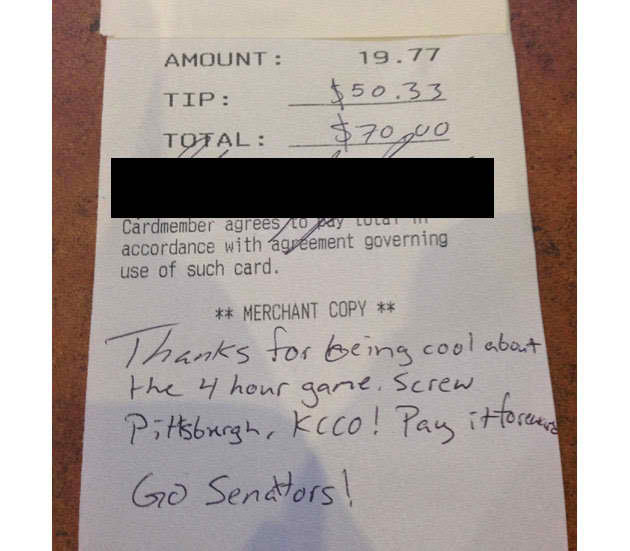 AMOUNT: 19.77
TIP: $50.33
TOTAL: $70.00
Cardmember agrees to pay total in
accordance with agreement governing
use of such card.
** MERCHANT COPY **
Thanks for being cool about
the 4 hour game. Screw
Pittsburgh, KCCO! Pay it forward
Go Senators!